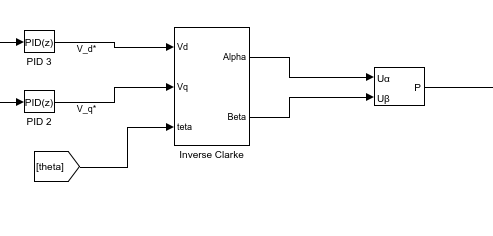 PID(z)
V_d*
PID 3
PID(z)
V_q*
PID 2
[theta]
Vd
Vq
teta
Alpha
Beta
Inverse Clarke
Uα
Uβ
P